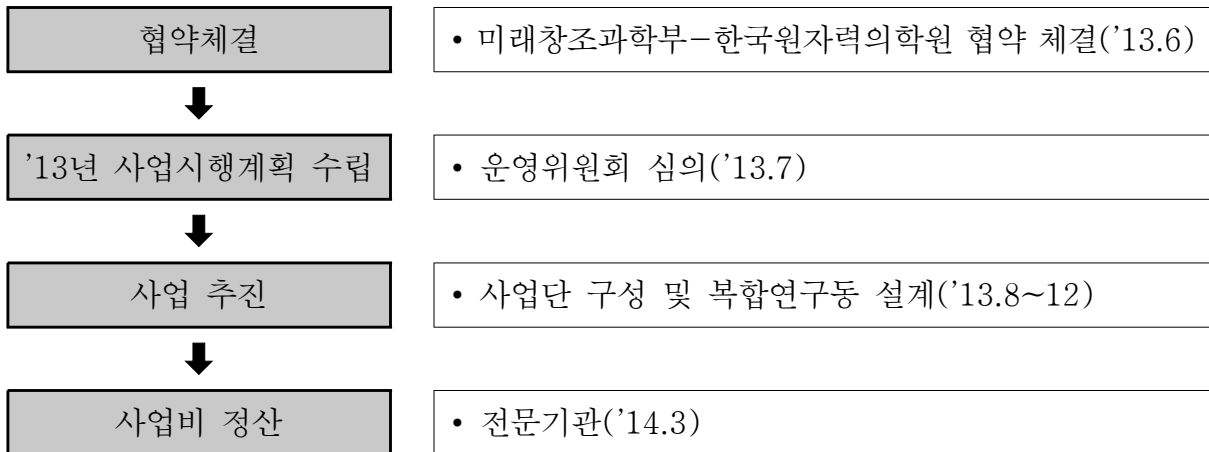 협약체결
• 미래창조과학부-한국원자력의학원 협약 체결('13.6)
'13년 사업시행계획 수립
• 운영위원회 심의('13.7)
사업 추진
• 사업단 구성 및 복합연구동 설계('13.8~12)
사업비 정산
• 전문기관('14.3)